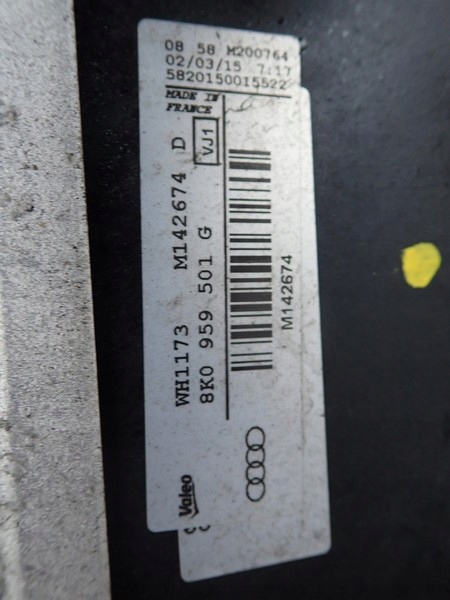 08 58 M200764
02/03/15 7:17
5820150015522
MADE IN
FRANCE
VJ1
WH1173 M142674 D
8K0 959 501 G
M142674
Valeo